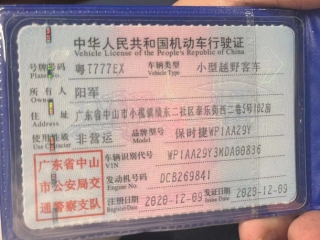 中华人民共和国机动车行驶证
Vehicle License of the People's Republic of China
号牌号码 粤T777EX 车辆类型 小型越野客车
Plate No. Vehicle Type
所有人 阳军
Owner
住址 广东省中山市小榄镇绩东二社区泰乐街西二巷5号102房
Address
使用性质 非营运 品牌型号 保时捷WP1AA29Y
Use Character Model
车辆识别代号 WP1AA29Y3KDA00836
VIN
广东省中山
市公安局交
通警察支队
发动机号码 DCB269841
Engine No.
注册日期 2020-12-09 发证日期 2020-12-09
Register Date Issue Date